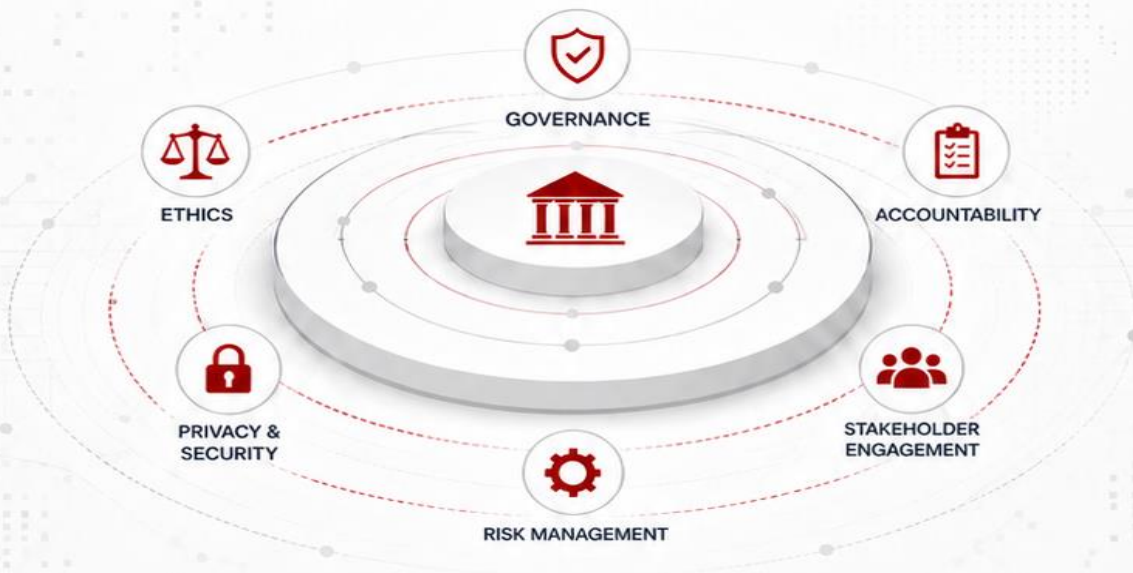 GOVERNANCE
ETHICS
ACCOUNTABILITY
PRIVACY &
SECURITY
STAKEHOLDER
ENGAGEMENT
RISK MANAGEMENT